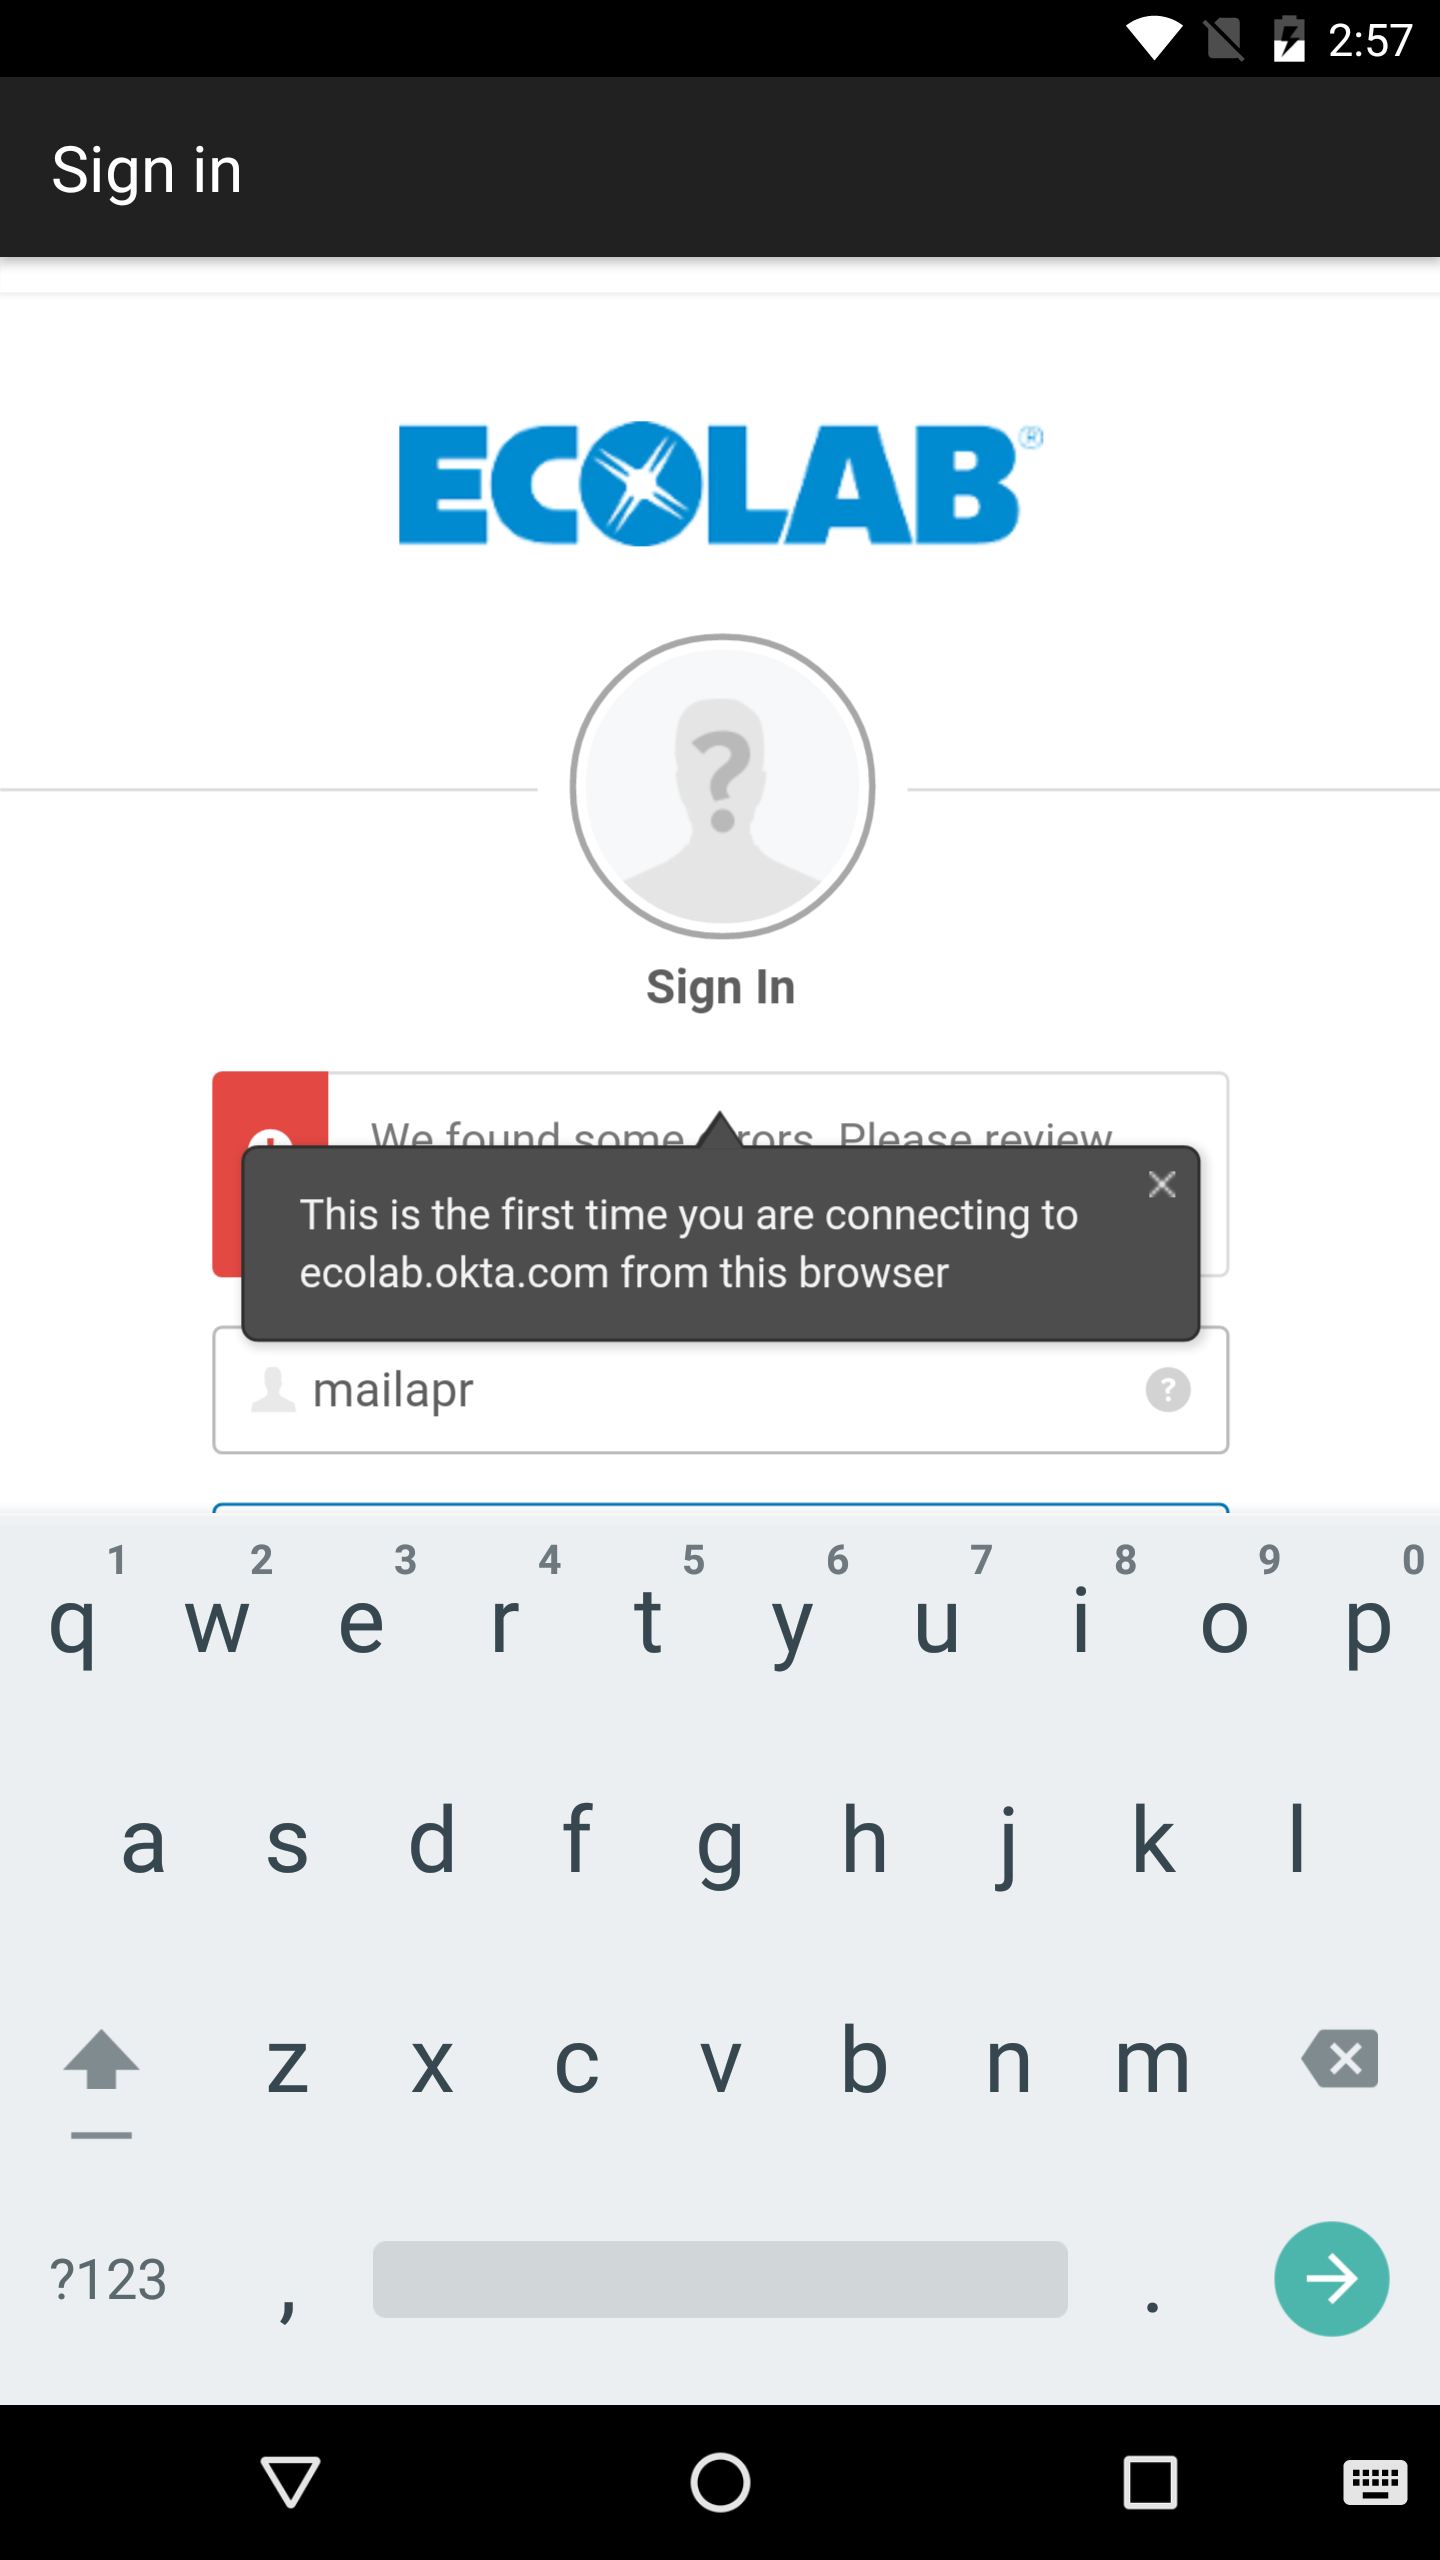 2:57
Sign in
ECOLAB®
?
Sign In
We found some rors. Please review
This is the first time you are connecting to
ecolab.okta.com from this browser
mailapr ?
1 2 3 4 5 6 7 8 9 0
q w e r t y u i o p
a s d f g h j k l
z x c v b n m
?123 , .